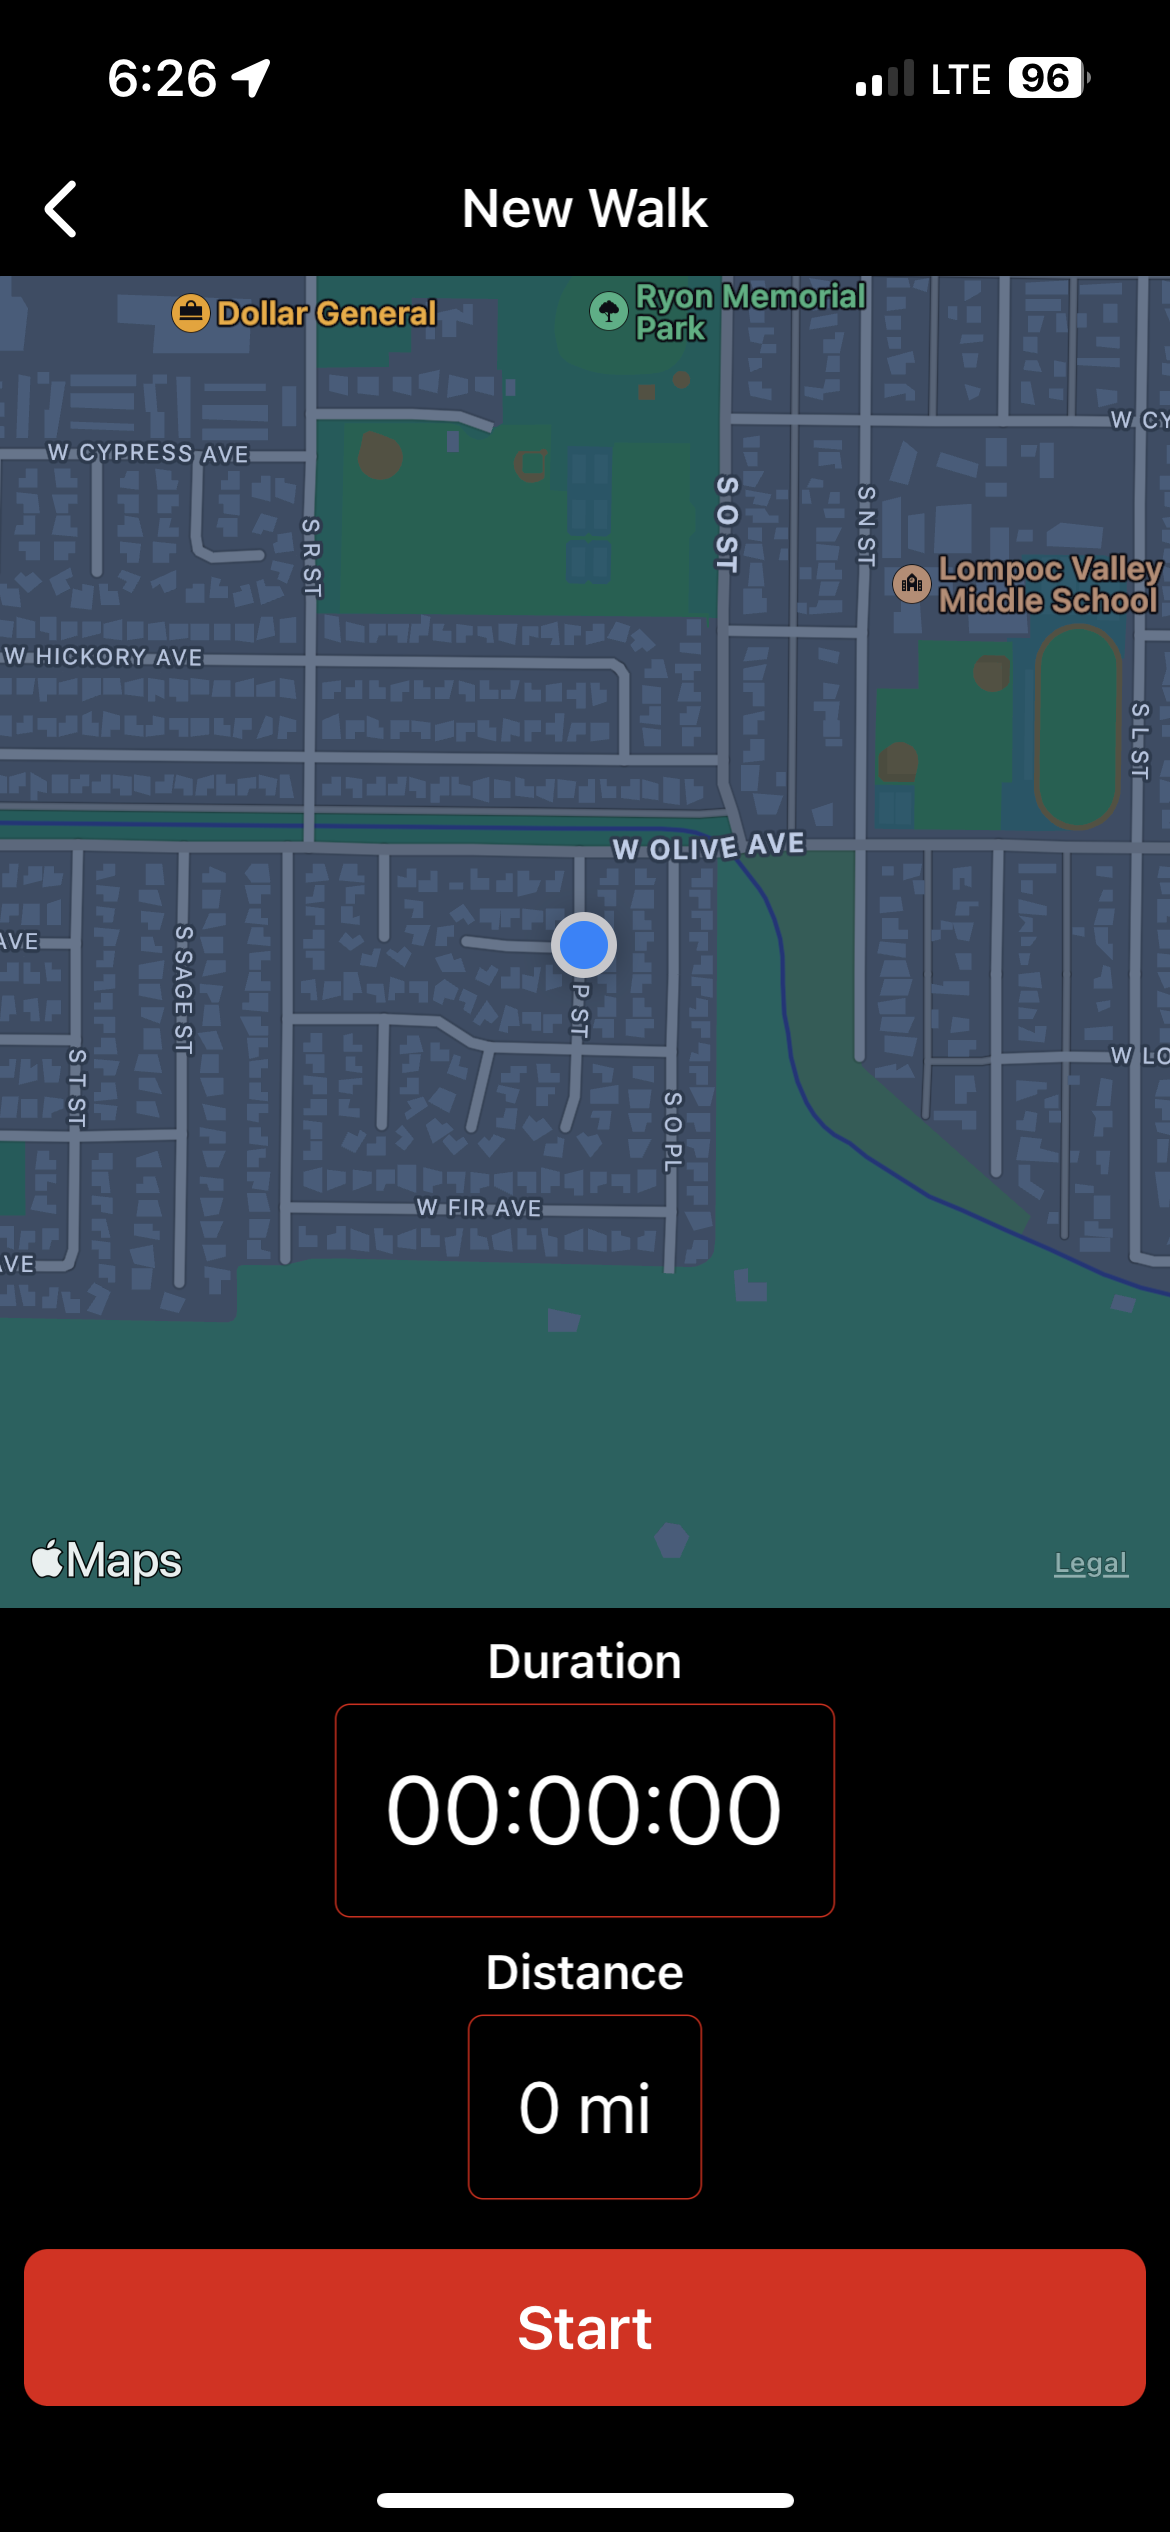 6:26
LTE 96
New Walk
Dollar General
Ryon Memorial
Park
W CYPRESS AVE
W CY
S R ST
S O ST
S N ST
Lompoc Valley
Middle School
W HICKORY AVE
S L ST
W OLIVE AVE
AVE
S SAGE ST
P ST
S T ST
W LO
S O PL
W FIR AVE
VE
Maps
Legal
Duration
00:00:00
Distance
0 mi
Start